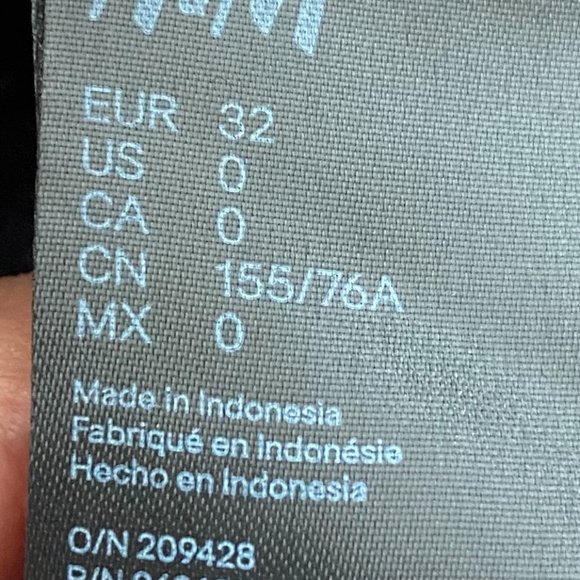 H&M
EUR 32
US 0
CA 0
CN 155/76A
MX 0
Made in Indonesia
Fabriqué en Indonésie
Hecho en Indonesia
O/N 209428